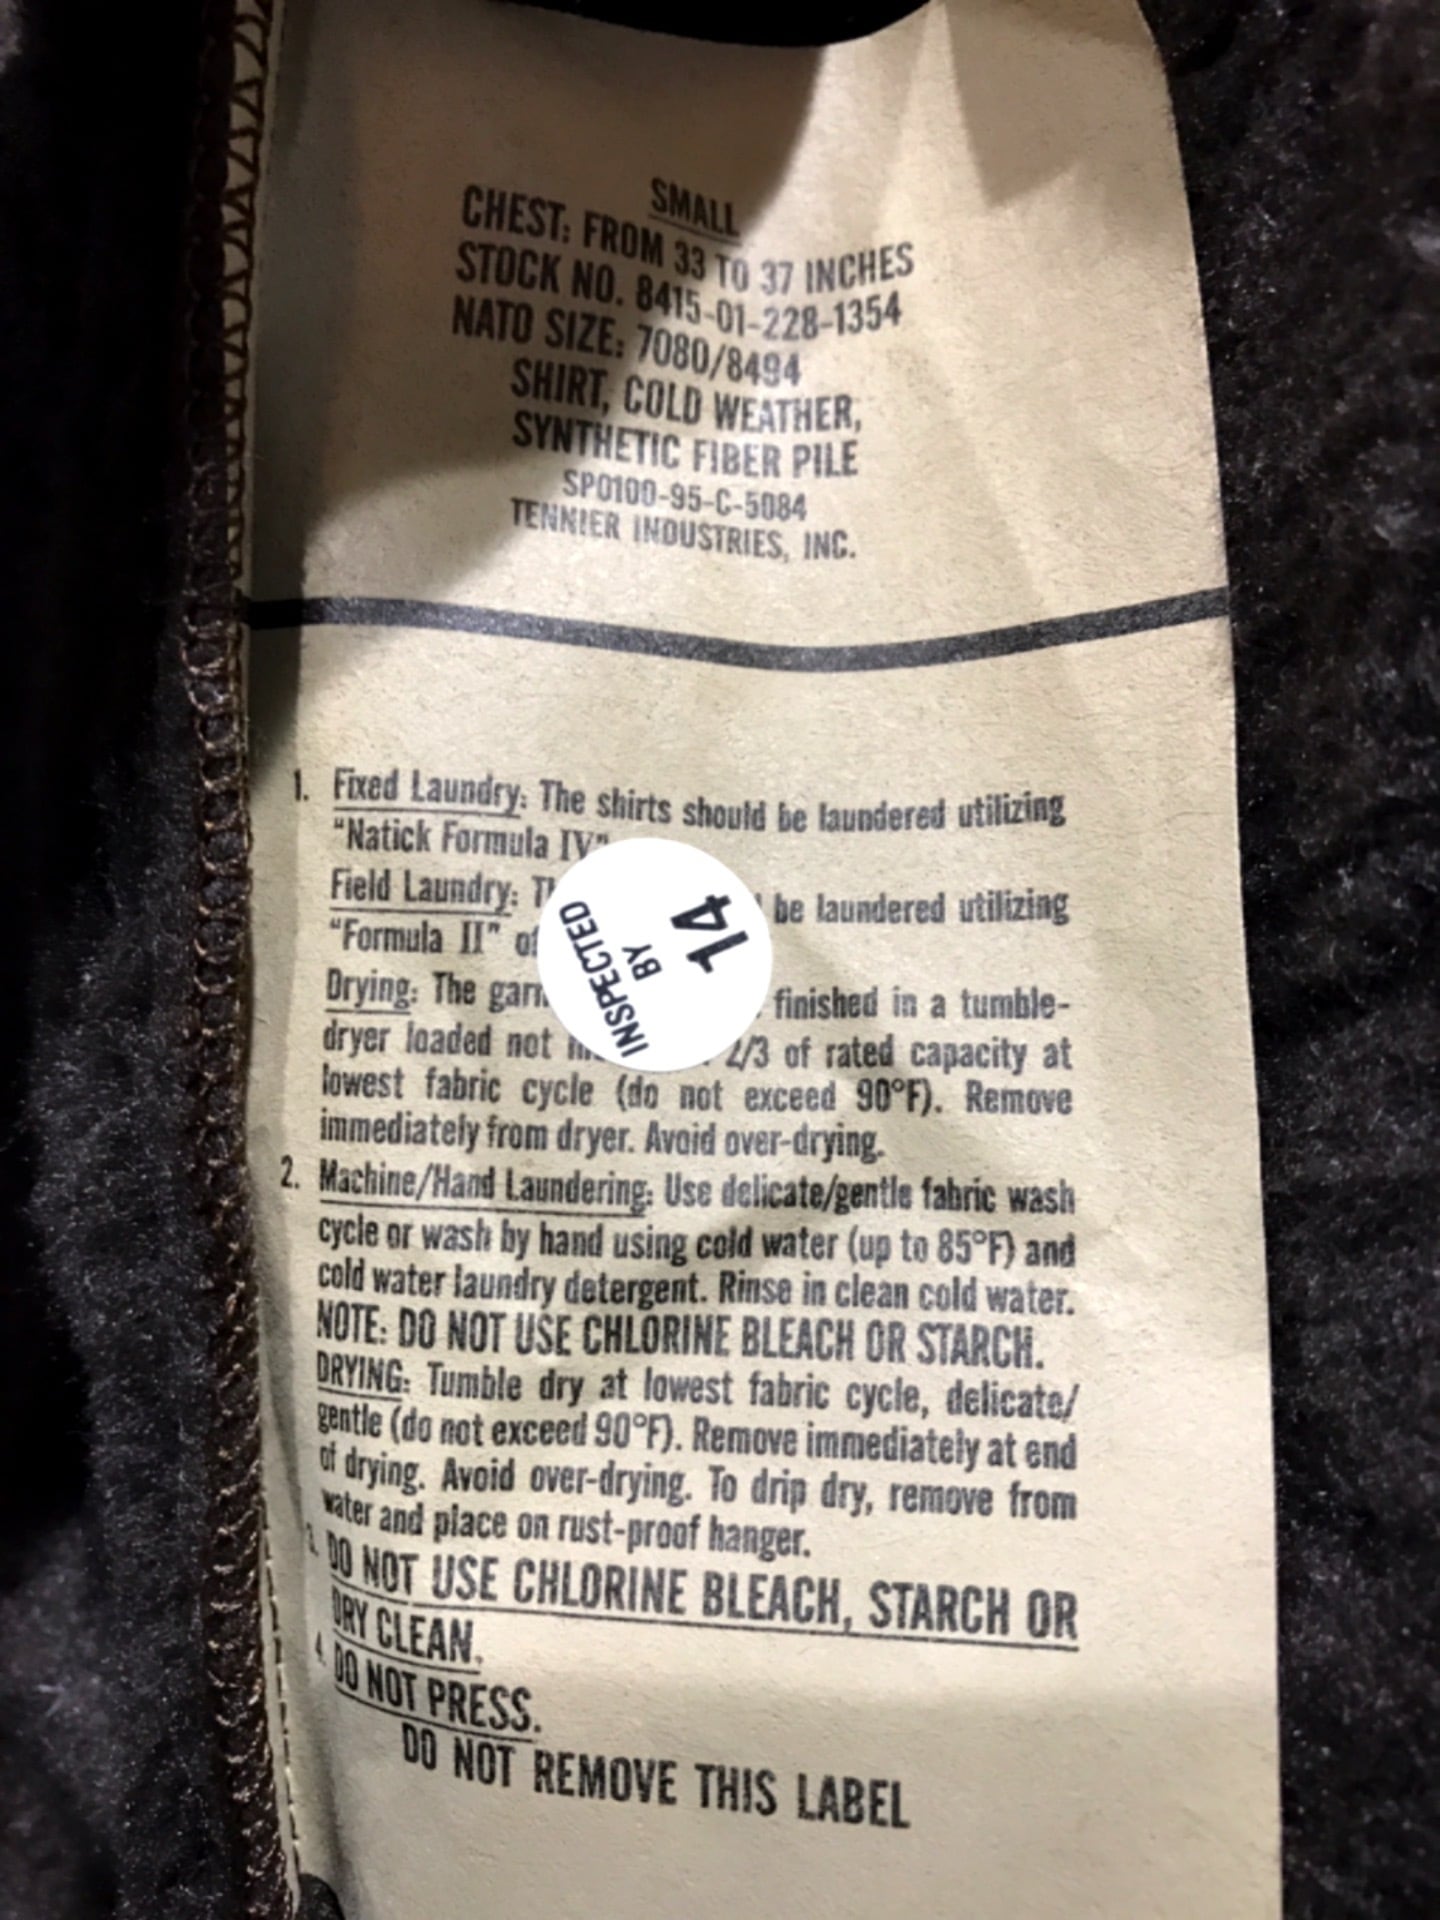 SMALL
CHEST: FROM 33 TO 37 INCHES
STOCK NO. 8415-01-228-1354
NATO SIZE: 7080/8494
SHIRT, COLD WEATHER,
SYNTHETIC FIBER PILE
SPO100-95-C-5084
TENNIER INDUSTRIES, INC.
1. Fixed Laundry: The shirts should be laundered utilizing
"Natick Formula IV"
Field Laundry: be laundered utilizing
"Formula II"
Drying: The finished in a tumble-
dryer loaded not 2/3 of rated capacity at
lowest fabric cycle (do not exceed 90°F). Remove
immediately from dryer. Avoid over-drying.
INSPECTED
BY
14
2. Machine/Hand Laundering: Use delicate/gentle fabric wash
cycle or wash by hand using cold water (up to 85°F) and
cold water laundry detergent. Rinse in clean cold water.
NOTE: DO NOT USE CHLORINE BLEACH OR STARCH.
DRYING: Tumble dry at lowest fabric cycle, delicate/
gentle (do not exceed 90°F). Remove immediately at end
of drying. Avoid over-drying. To drip dry, remove from
water and place on rust-proof hanger.
3. DO NOT USE CHLORINE BLEACH, STARCH OR
DRY CLEAN.
4. DO NOT PRESS.
DO NOT REMOVE THIS LABEL